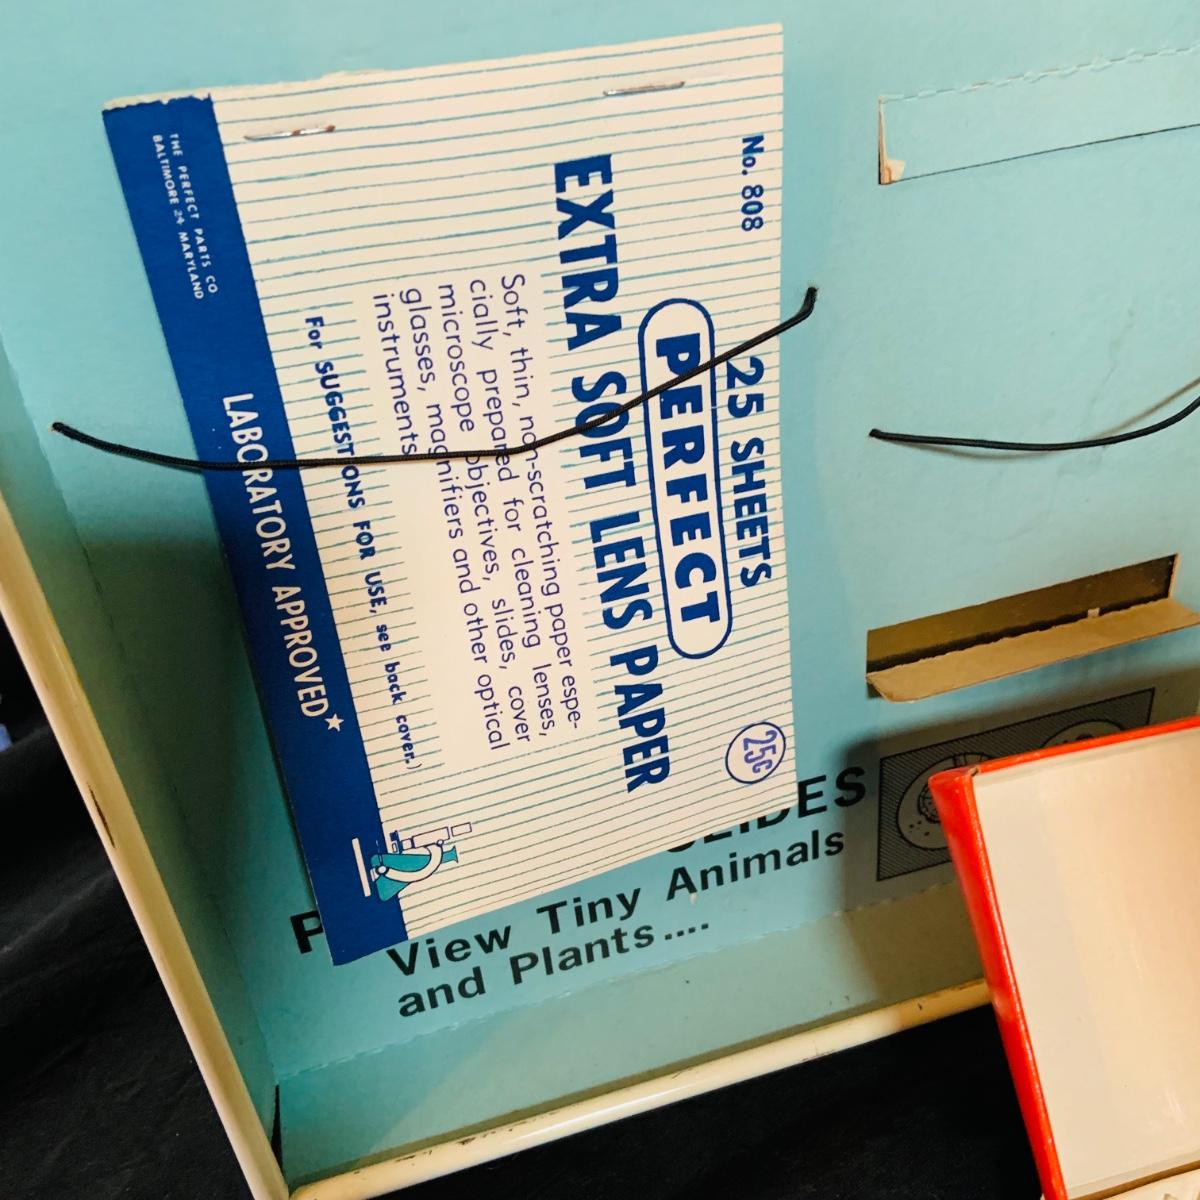 No. 808
25 SHEETS
25¢
PERFECT
EXTRA SOFT LENS PAPER
Soft, thin, non-scratching paper espe-
cially prepared for cleaning lenses,
microscope objectives, slides, cover
glasses, magnifiers and other optical
instruments.
For SUGGESTIONS FOR USE, see back cover.)
LABORATORY APPROVED★
THE PERFECT PARTS CO.
BALTIMORE 24 MARYLAND
SLIDES
View Tiny Animals
and Plants....